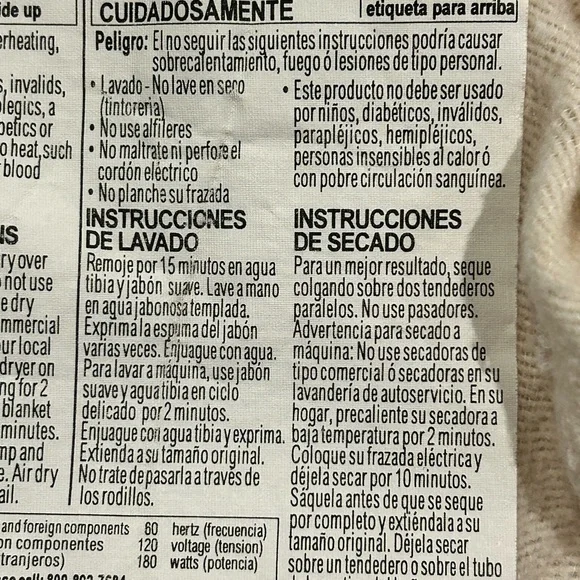 ide up
erheating,
s, invalids,
plegics, a
betics or
o heat, such
blood
NS
ry over
not use
e dry
mmercial
ur local
dryer on
ng for 2
blanket
minutes.
mp and
e. Air dry
ail.
CUIDADOSAMENTE
etiqueta para arriba
Peligro: El no seguir las siguientes instrucciones podría causar
sobrecalentamiento, fuego ó lesiones de tipo personal.
• Lavado - No lave en seco
(tintorería)
• No use alfileres
• No maltrate ni perfore el
cordón eléctrico
• No planche su frazada
• Este producto no debe ser usado
por niños, diabéticos, inválidos,
parapléjicos, hemipléjicos,
personas insensibles al calor ó
con pobre circulación sanguínea.
INSTRUCCIONES
DE LAVADO
Remoje por 15 minutos en agua
tibia y jabón suave. Lave a mano
en agua jabonosa templada.
Exprima la espuma del jabón
varias veces. Enjuague con agua.
Para lavar a máquina, use jabón
suave y agua tibia en ciclo
delicado por 2 minutos.
Enjuague con agua tibia y exprima.
Extienda a su tamaño original.
No trate de pasarla a través de
los rodillos.
INSTRUCCIONES
DE SECADO
Para un mejor resultado, seque
colgando sobre dos tendederos
paralelos. No use pasadores.
Advertencia para secado a
máquina: No use secadoras de
tipo comercial ó secadoras en su
lavandería de autoservicio. En su
hogar, precaliente su secadora a
baja temperatura por 2 minutos.
Coloque su frazada eléctrica y
déjela secar por 10 minutos.
Sáquela antes de que se seque
por completo y extiéndala a su
tamaño original. Déjela secar
sobre un tendedero o sobre el tubo
and foreign components 60 hertz (frecuencia)
on componentes 120 voltage (tensión)
tranjeros) 180 watts (potencia)